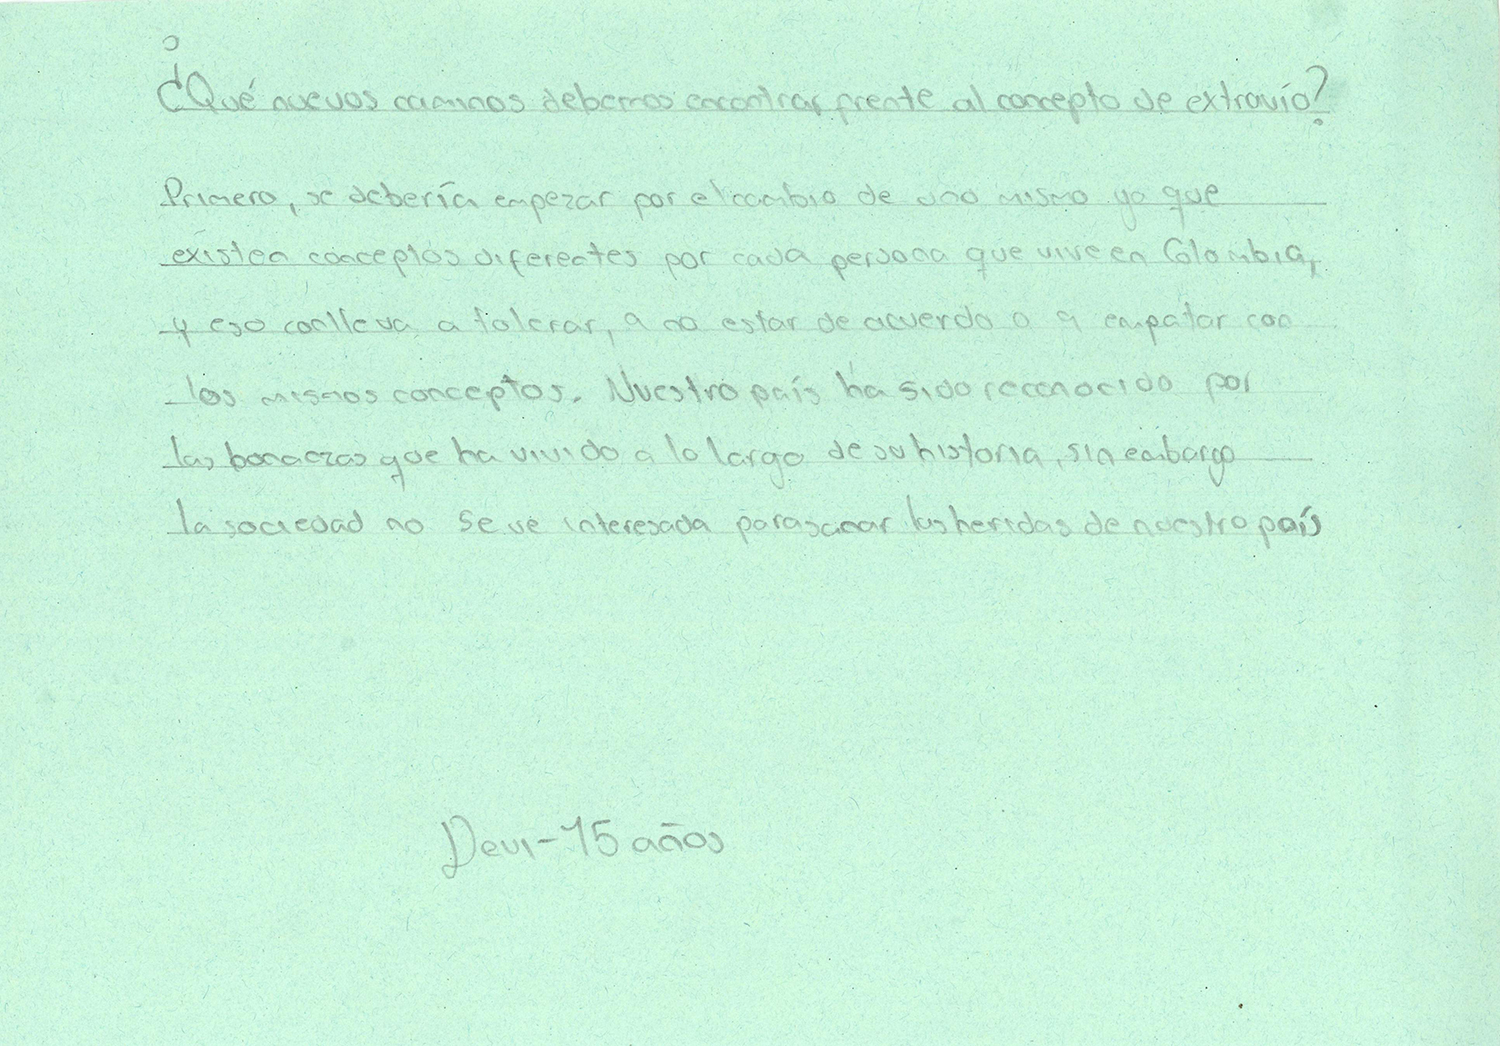 ¿Qué nuevos caminos debemos encontrar frente al concepto de extravío?
Primero, se debería empezar por el cambio de uno mismo ya que
existen conceptos diferentes por cada persona que vive en Colombia,
y eso conlleva a tolerar, a no estar de acuerdo o a empatar con
los mismos conceptos. Nuestro país ha sido reconocido por
las que ha vivido a lo largo de su historia, sin embargo
la sociedad no se ve interesada para sanar las heridas de nuestro país
Devi - 15 años